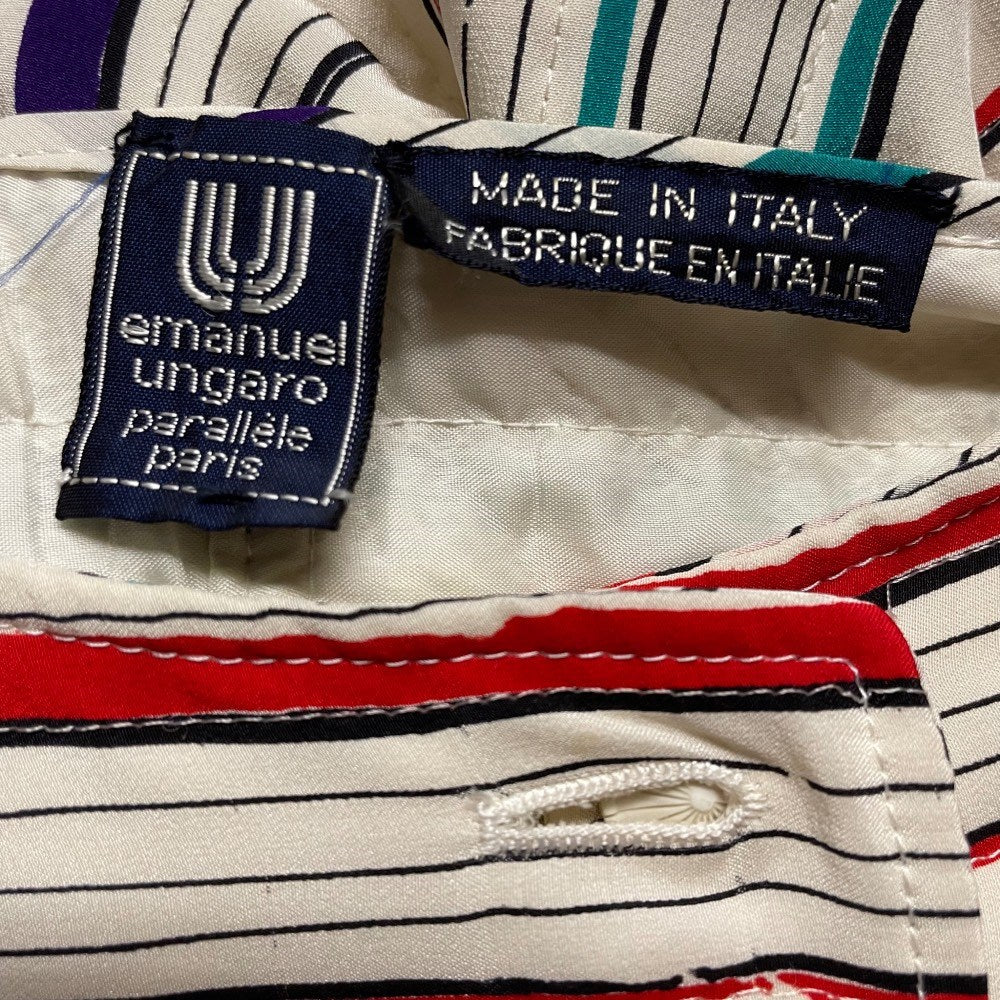 emanuel
ungaro
parallèle
paris
MADE IN ITALY
FABRIQUE EN ITALIE